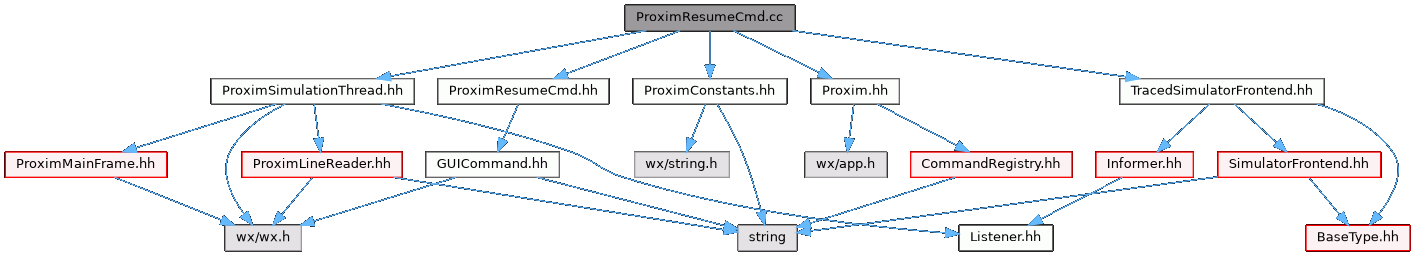 ProximResumeCmd.cc
ProximSimulationThread.hh
ProximResumeCmd.hh
ProximConstants.hh
Proxim.hh
TracedSimulatorFrontend.hh
ProximMainFrame.hh
ProximLineReader.hh
GUICommand.hh
wx/string.h
wx/app.h
CommandRegistry.hh
Informer.hh
SimulatorFrontend.hh
wx/wx.h
string
Listener.hh
BaseType.hh